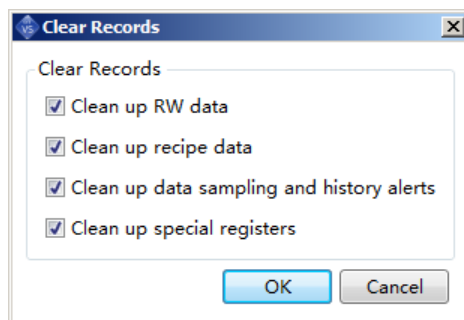 VS Clear Records
Clear Records
Clean up RW data
Clean up recipe data
Clean up data sampling and history alerts
Clean up special registers
OK Cancel